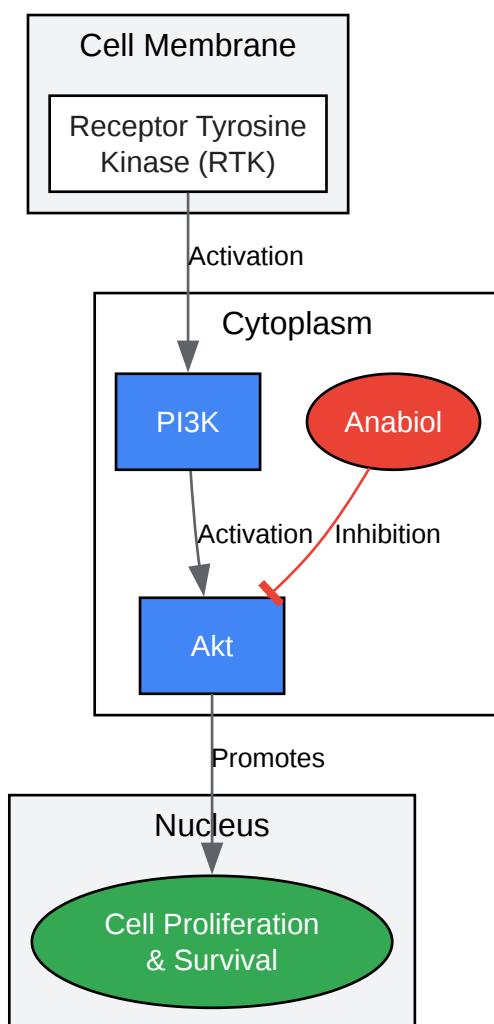 Cell Membrane
Receptor Tyrosine
Kinase (RTK)
Activation
Cytoplasm
PI3K
Anabiol
Activation
Inhibition
Akt
Promotes
Nucleus
Cell Proliferation
& Survival